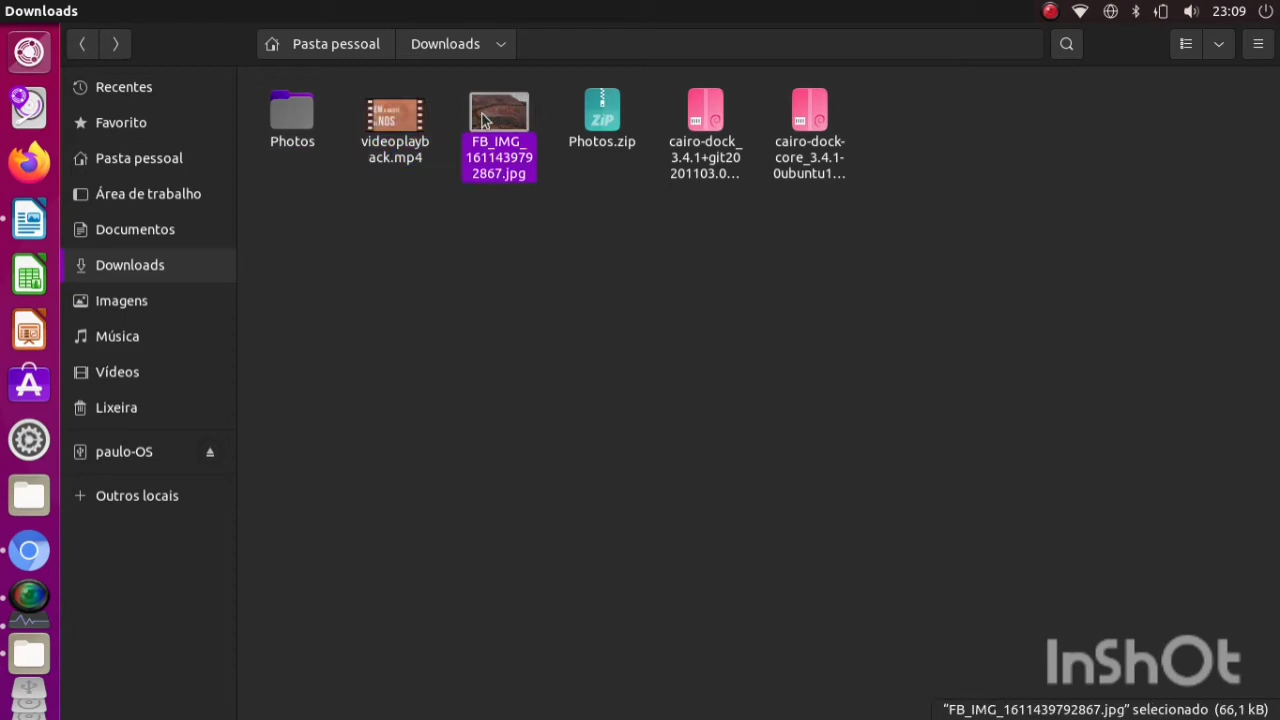 Downloads
23:09
Pasta pessoal
Downloads
Recentes
Favorito
Pasta pessoal
Área de trabalho
Documentos
Downloads
Imagens
Música
Vídeos
Lixeira
paulo-OS
Outros locais
Photos
videoplayb
ack.mp4
NDS
FB_IMG_
161143979
2867.jpg
ZiP
Photos.zip
cairo-dock_
3.4.1+git20
201103.0...
cairo-dock-
core_3.4.1-
0ubuntu1...
InShOt
“FB_IMG_1611439792867.jpg” selecionado (66,1 kB)